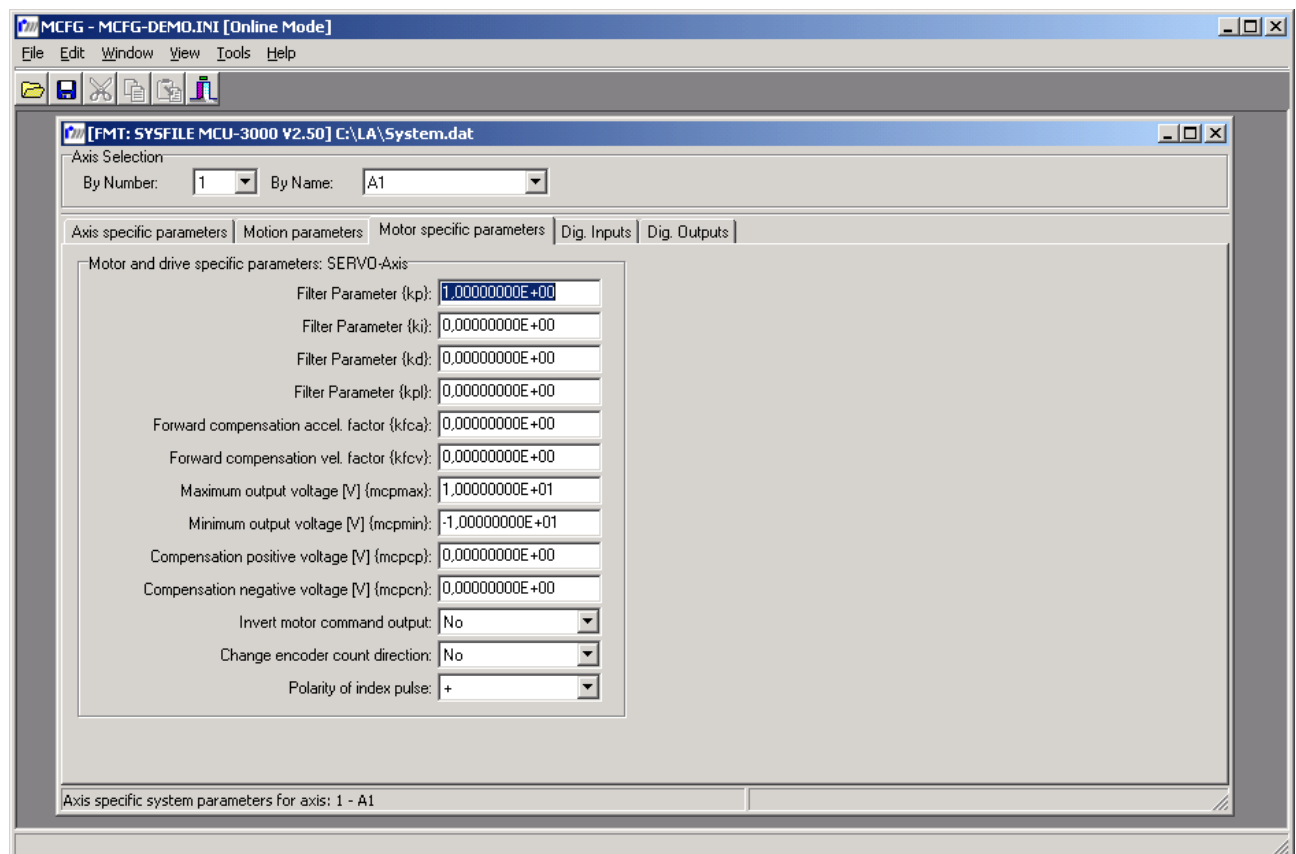 MCFG - MCFG-DEMO.INI [Online Mode]
File Edit Window View Tools Help
[FMT: SYSFILE MCU-3000 V2.50] C:\LA\System.dat
Axis Selection
By Number: 1 By Name: A1
Axis specific parameters Motion parameters Motor specific parameters Dig. Inputs Dig. Outputs
Motor and drive specific parameters: SERVO-Axis
Filter Parameter {kp}: 1,00000000E+00
Filter Parameter {ki}: 0,00000000E+00
Filter Parameter {kd}: 0,00000000E+00
Filter Parameter {kpl}: 0,00000000E+00
Forward compensation accel. factor {kfca}: 0,00000000E+00
Forward compensation vel. factor {kfcv}: 0,00000000E+00
Maximum output voltage [V] {mcpmax}: 1,00000000E+01
Minimum output voltage [V] {mcpmin}: -1,00000000E+01
Compensation positive voltage [V] {mcpcp}: 0,00000000E+00
Compensation negative voltage [V] {mcpcn}: 0,00000000E+00
Invert motor command output: No
Change encoder count direction: No
Polarity of index pulse: +
Axis specific system parameters for axis: 1 - A1